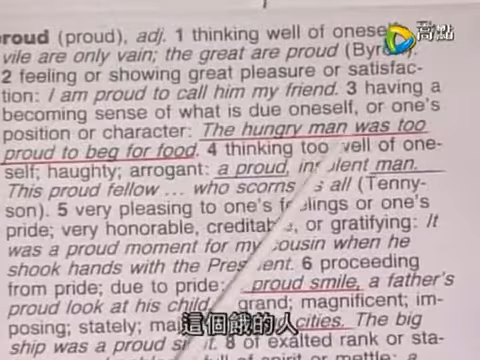 proud (proud), adj. 1 thinking well of oneself
高點
vile are only vain; the great are proud (Byron).
2 feeling or showing great pleasure or satisfac-
tion: I am proud to call him my friend. 3 having a
becoming sense of what is due oneself, or one's
position or character: The hungry man was too
proud to beg for food. 4 thinking too well of one-
self; haughty; arrogant: a proud, insolent man.
This proud fellow ... who scorns us all (Tenny-
son). 5 very pleasing to one's feelings or one's
pride; very honorable, creditable, or gratifying: It
was a proud moment for my cousin when he
shook hands with the President. 6 proceeding
from pride; due to pride: proud smile, a father's
proud look at his child. grand; magnificent; im-
posing; stately; cities. The big
這個餓的人
ship was a proud 8 of exalted rank or sta-